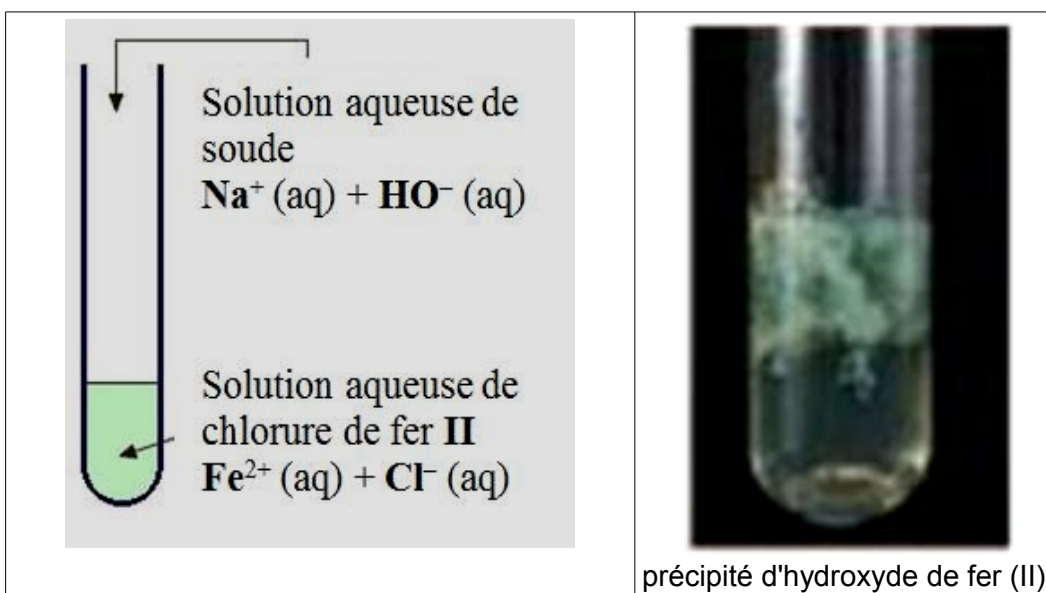 Solution aqueuse de
soude
Na⁺ (aq) + HO⁻ (aq)
Solution aqueuse de
chlorure de fer II
Fe²⁺ (aq) + Cl⁻ (aq)
précipité d'hydroxyde de fer (II)